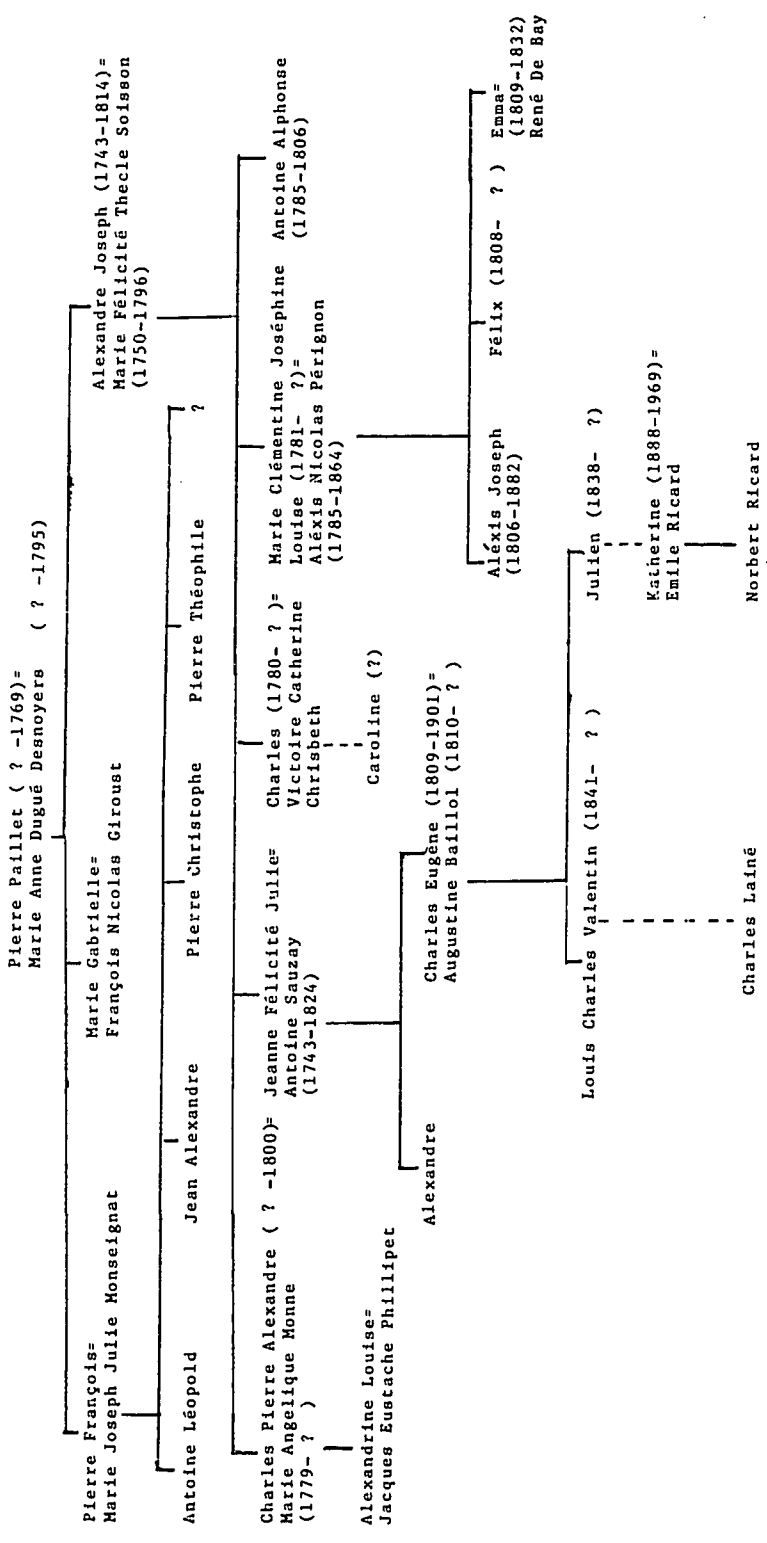 Pierre Paillet ( ? -1769)=
Marie Anne Dugué Desnoyers ( ? -1795)
Pierre François=
Marie Joseph Julie Monseignat
Marie Gabrielle=
François Nicolas Giroust
Alexandre Joseph (1743-1814)=
Marie Félicité Thecle Soisson
(1750-1796)
Antoine Léopold
Jean Alexandre
Pierre Christophe
Pierre Théophile
?
Charles Pierre Alexandre ( ? -1800)=
Marie Angelique Monne
(1779- ? )
Jeanne Félicité Julie=
Antoine Sauzay
(1743-1824)
Charles (1780- ? )=
Victoire Catherine
Chrisbeth
Marie Clémentine Joséphine
Louise (1781- ?)=
Aléxis Nicolas Pérignon
(1785-1864)
Antoine Alphonse
(1785-1806)
Alexandrine Louise=
Jacques Eustache Phillipet
Caroline (?)
Alexandre
Charles Eugène (1809-1901)=
Augustine Baillol (1810- ? )
Aléxis Joseph
(1806-1882)
Félix (1808- ? )
Emma=
(1809-1832)
René De Bay
Louis Charles Valentin (1841- ? )
Julien (1838- ?)
Katherine (1888-1969)=
Emile Ricard
Charles Lainé
Norbert Ricard